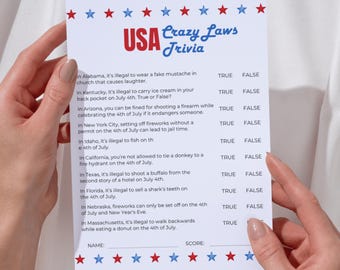 USA Crazy Laws
Trivia
In Alabama, it's illegal to wear a fake mustache in TRUE FALSE
church that causes laughter.
In Kentucky, it's illegal to carry ice cream in your TRUE FALSE
back pocket on July 4th. True or False?
In Arizona, you can be fined for shooting a firearm while TRUE FALSE
celebrating the 4th of July if it endangers someone.
In New York City, setting off fireworks without a TRUE FALSE
permit on the 4th of July can lead to jail time.
In Idaho, it's illegal to fish on th TRUE FALSE
the 4th of July.
In California, you're not allowed to tie a donkey to a TRUE FALSE
fire hydrant on the 4th of July.
In Texas, it's illegal to shoot a buffalo from the TRUE FALSE
second story of a hotel on July 4th.
In Florida, it's illegal to sell a shark's teeth on TRUE FALSE
the 4th of July.
In Nebraska, fireworks can only be set off on the 4th TRUE FALSE
of July and New Year's Eve.
In Massachusetts, it's illegal to walk backwards TRUE
while eating a donut on the 4th of July.
NAME: SCORE: